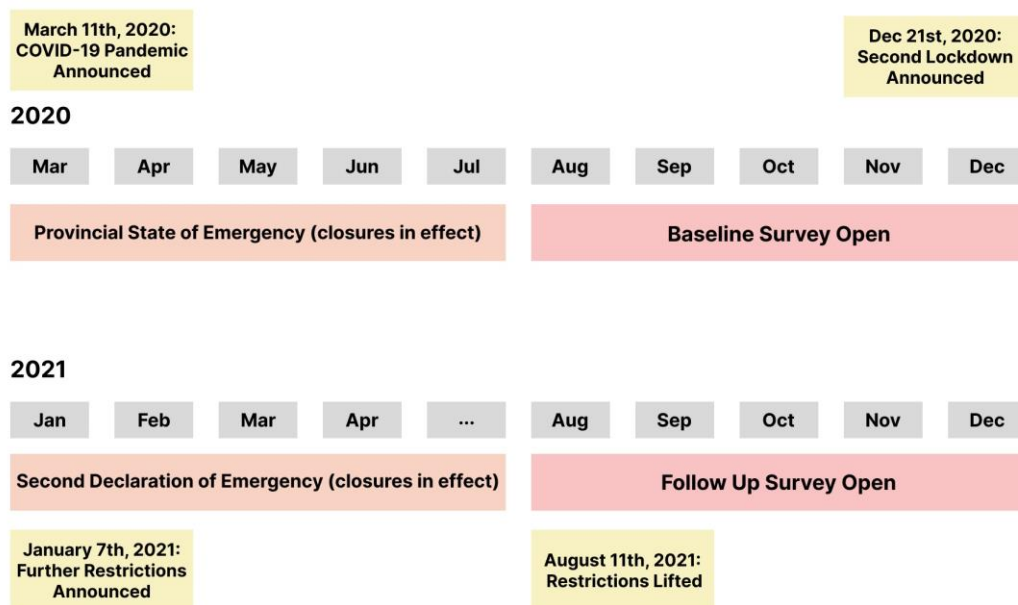 March 11th, 2020:
COVID-19 Pandemic
Announced
Dec 21st, 2020:
Second Lockdown
Announced
2020
Mar Apr May Jun Jul Aug Sep Oct Nov Dec
Provincial State of Emergency (closures in effect) Baseline Survey Open
2021
Jan Feb Mar Apr ... Aug Sep Oct Nov Dec
Second Declaration of Emergency (closures in effect) Follow Up Survey Open
January 7th, 2021:
Further Restrictions
Announced
August 11th, 2021:
Restrictions Lifted